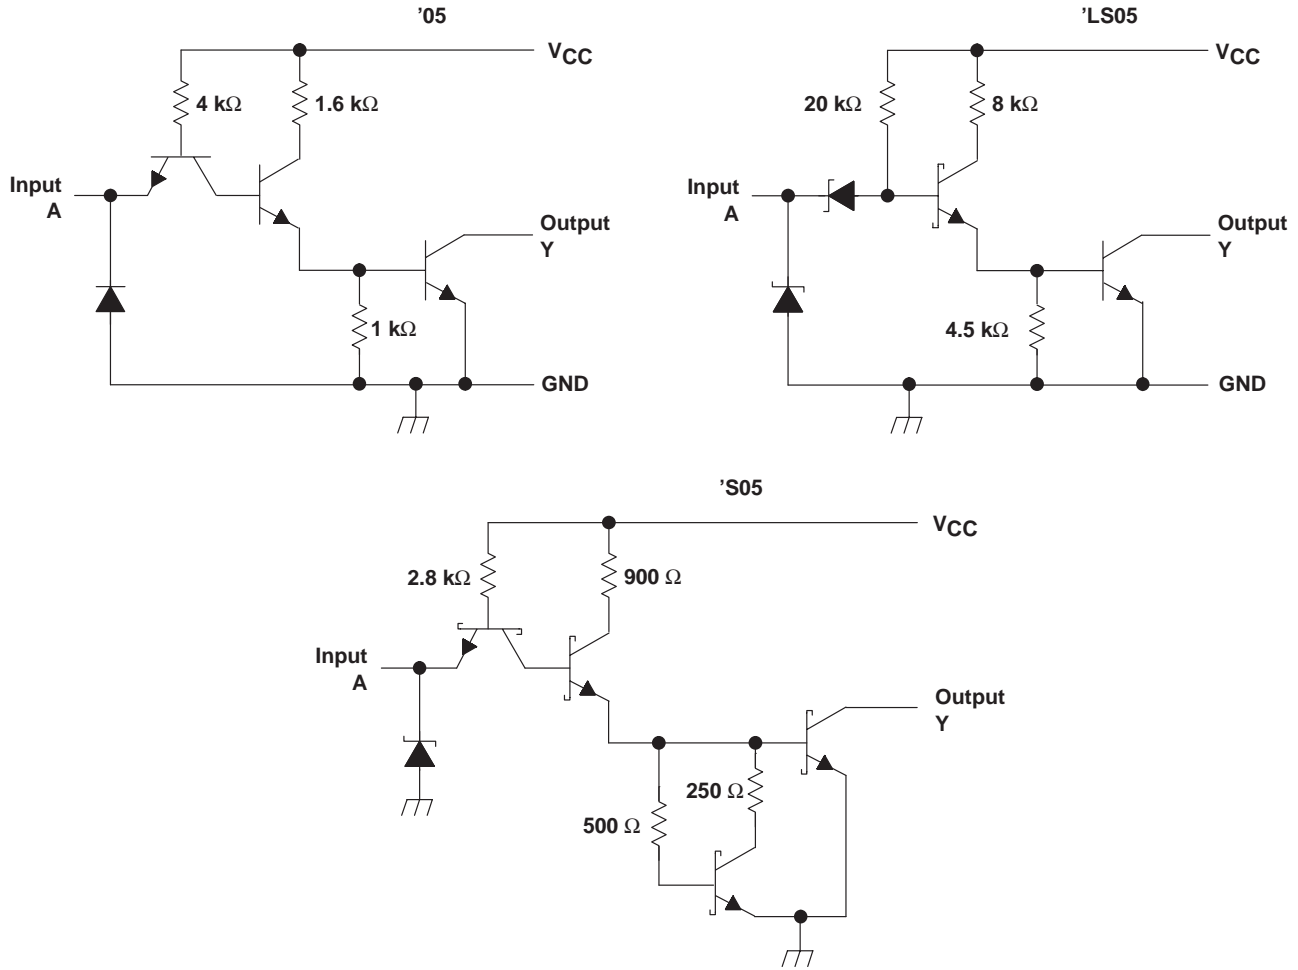 ’05
VCC
4 kΩ
1.6 kΩ
Input
A
Output
Y
1 kΩ
GND
’LS05
VCC
20 kΩ
8 kΩ
Input
A
Output
Y
4.5 kΩ
GND
’S05
VCC
2.8 kΩ
900 Ω
Input
A
Output
Y
250 Ω
500 Ω